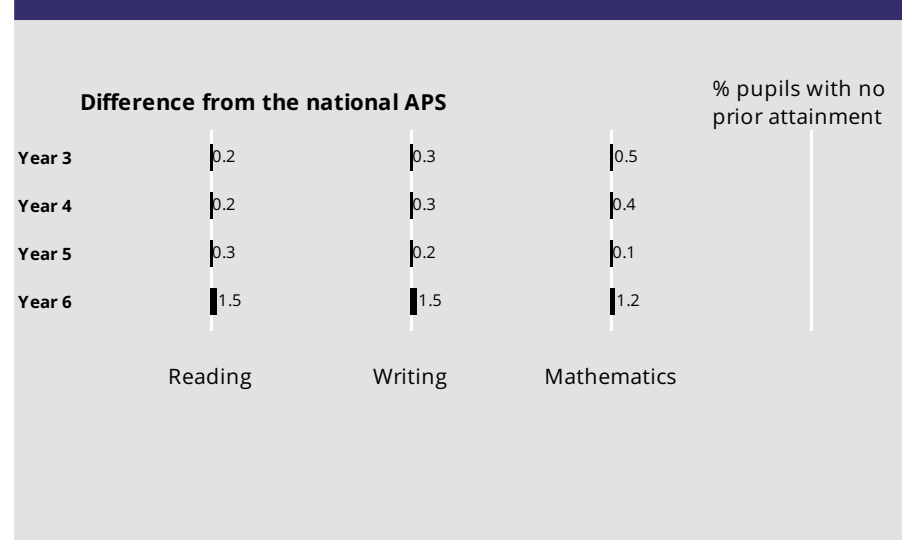 % pupils with no
prior attainment
Difference from the national APS
Year 3 0.2 0.3 0.5
Year 4 0.2 0.3 0.4
Year 5 0.3 0.2 0.1
Year 6 1.5 1.5 1.2
Reading Writing Mathematics